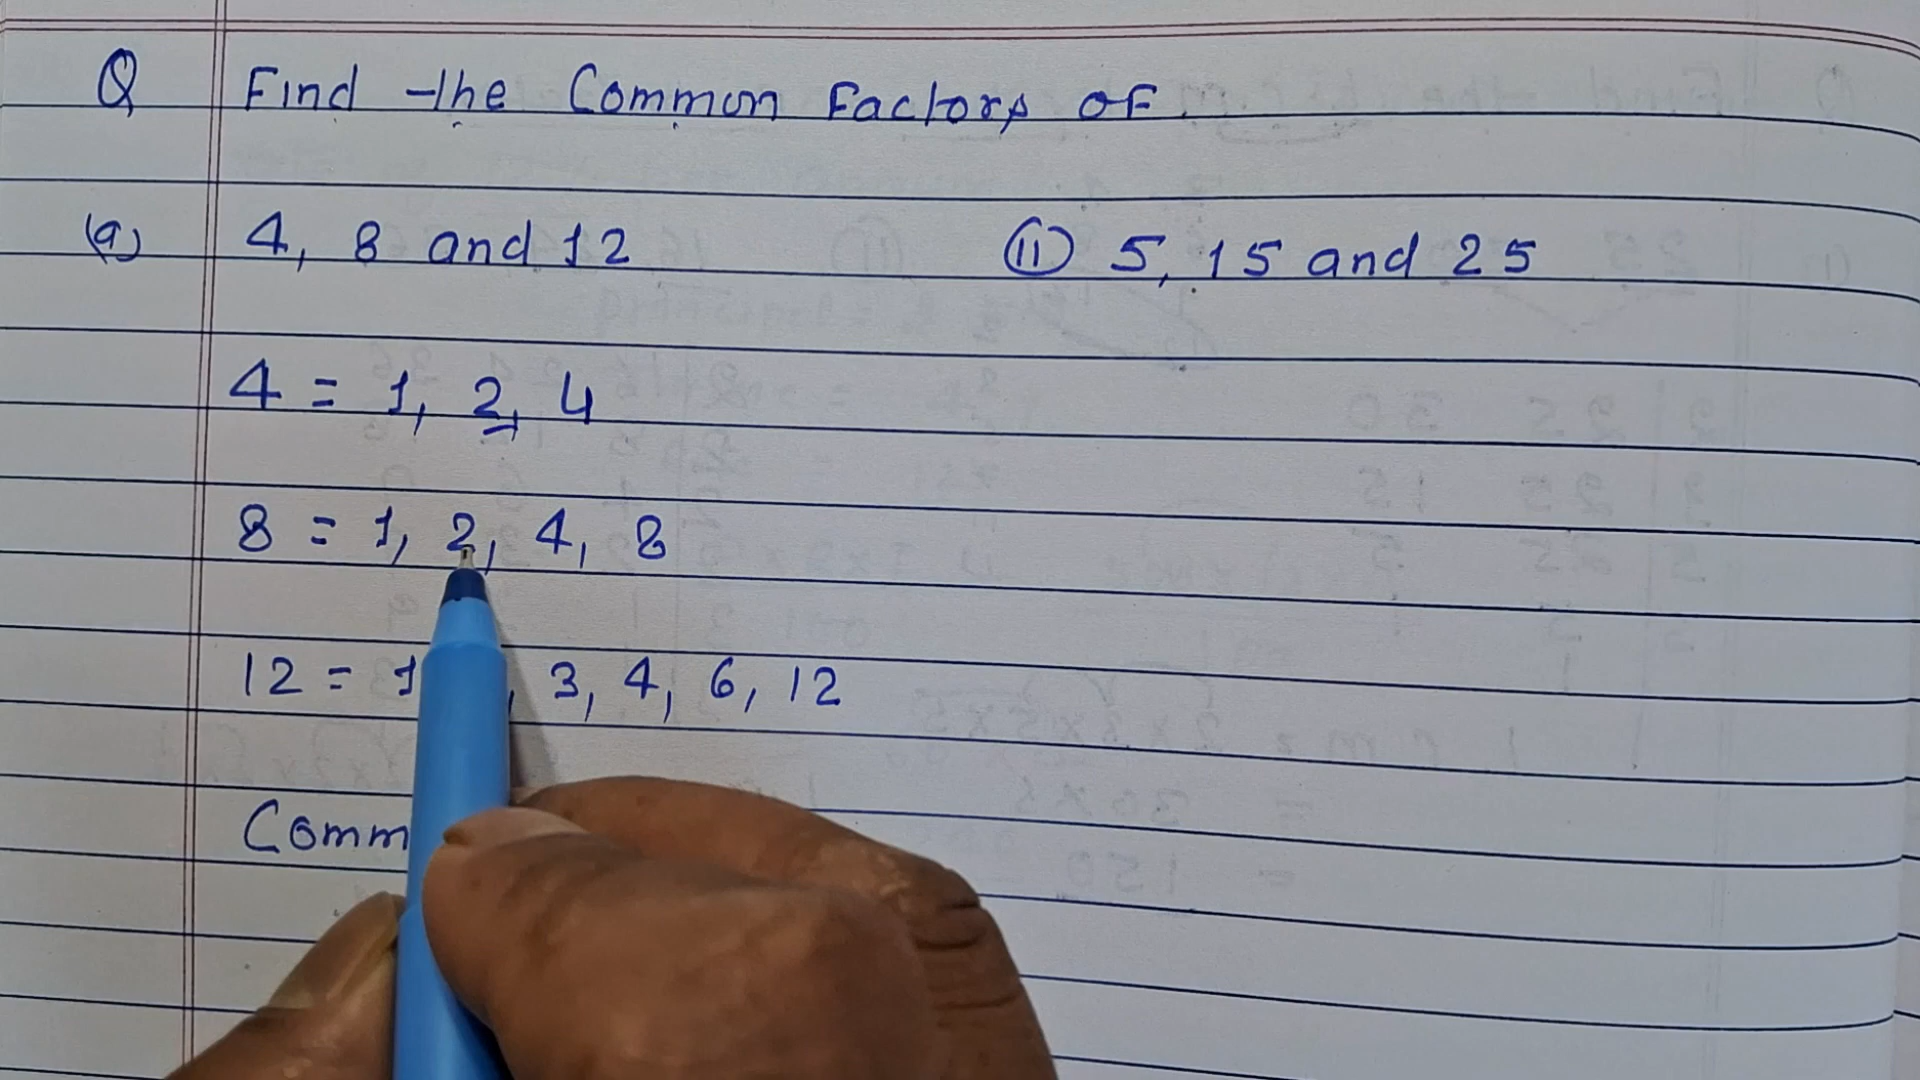 Q Find the Common Factors of
(a) 4, 8 and 12 (ii) 5, 15 and 25
4 = 1, 2, 4
8 = 1, 2, 4, 8
12 = 1 , 3, 4, 6, 12
Comm